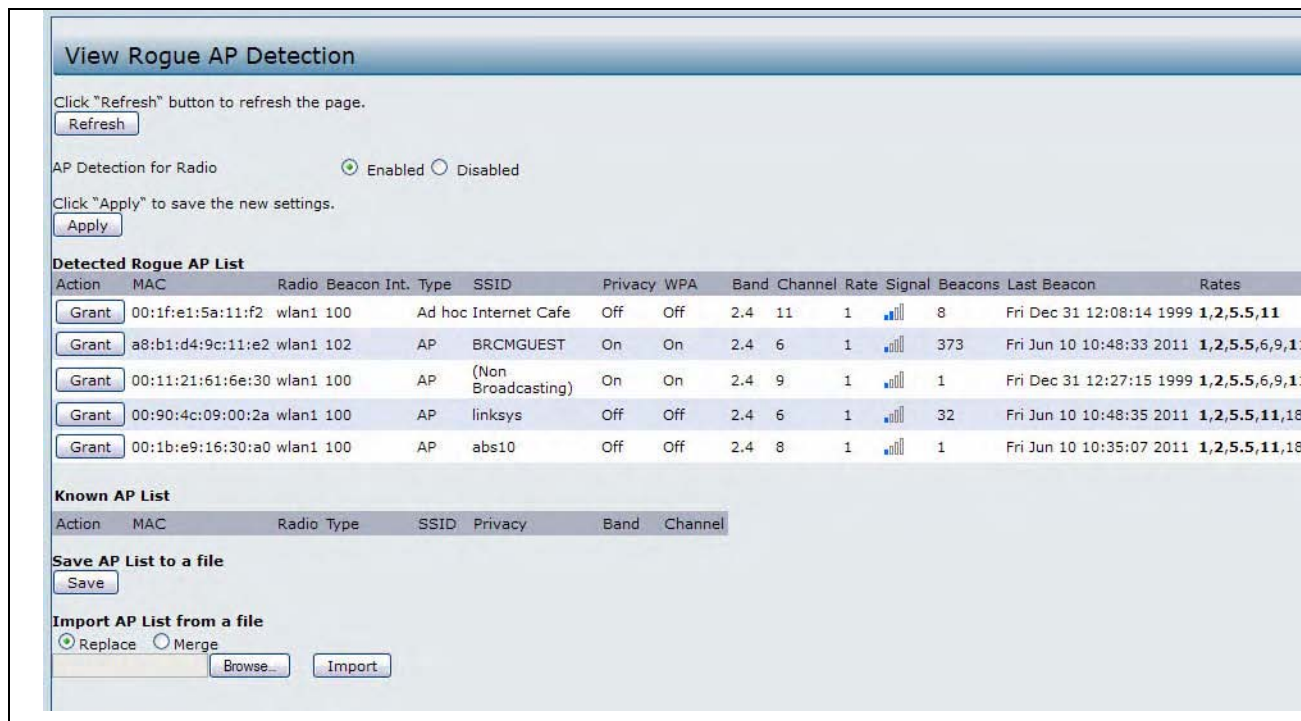 View Rogue AP Detection
Click "Refresh" button to refresh the page.
Refresh
AP Detection for Radio Enabled Disabled
Click "Apply" to save the new settings.
Apply
Detected Rogue AP List
Action MAC Radio Beacon Int. Type SSID Privacy WPA Band Channel Rate Signal Beacons Last Beacon Rates
Grant 00:1f:e1:5a:11:f2 wlan1 100 Ad hoc Internet Cafe Off Off 2.4 11 1 8 Fri Dec 31 12:08:14 1999 1,2,5.5,11
Grant a8:b1:d4:9c:11:e2 wlan1 102 AP BRCMGUEST On On 2.4 6 1 373 Fri Jun 10 10:48:33 2011 1,2,5.5,6,9,1
Grant 00:11:21:61:6e:30 wlan1 100 AP (Non Broadcasting) On On 2.4 9 1 1 Fri Dec 31 12:27:15 1999 1,2,5.5,6,9,1
Grant 00:90:4c:09:00:2a wlan1 100 AP linksys Off Off 2.4 6 1 32 Fri Jun 10 10:48:35 2011 1,2,5.5,11,18
Grant 00:1b:e9:16:30:a0 wlan1 100 AP abs10 Off Off 2.4 8 1 1 Fri Jun 10 10:35:07 2011 1,2,5.5,11,18
Known AP List
Action MAC Radio Type SSID Privacy Band Channel
Save AP List to a file
Save
Import AP List from a file
Replace Merge
Browse... Import